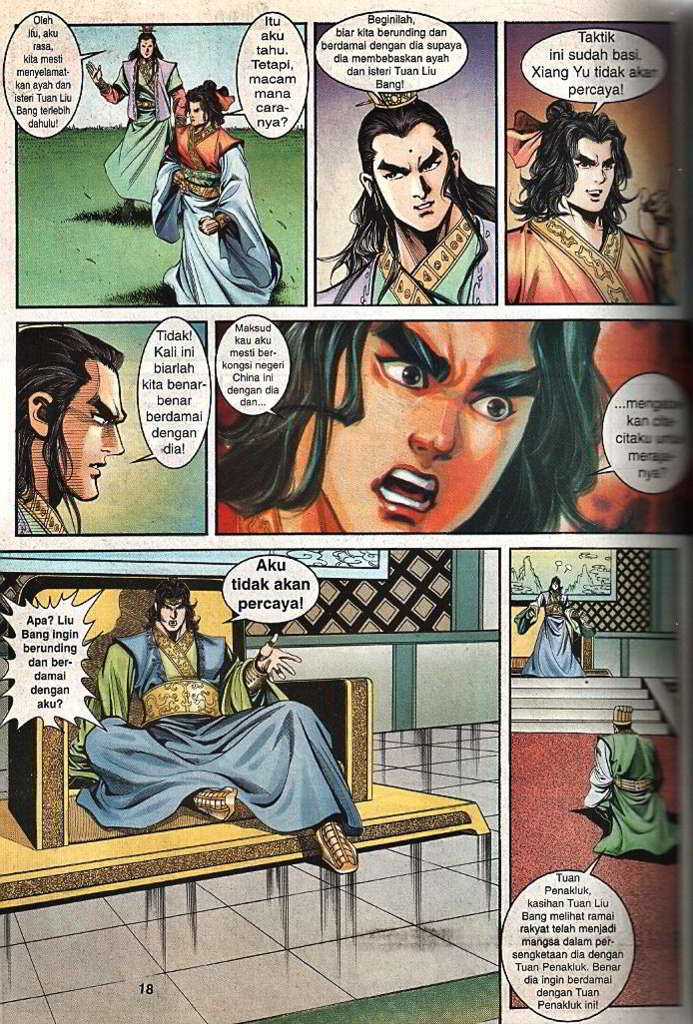 Oleh
itu, aku
rasa,
kita mesti
menyelamat-
kan ayah dan
isteri Tuan Liu
Bang terlebih
dahulu!
Itu
aku
tahu.
Tetapi,
macam
mana
cara-
nya?
Beginilah,
biar kita berunding dan
berdamai dengan dia supaya
dia membebaskan ayah
dan isteri Tuan Liu
Bang!
Taktik
ini sudah basi.
Xiang Yu tidak akan
percaya!
Tidak!
Kali ini
biarlah
kita benar-
benar
berdamai
dengan
dia!
Maksud
kau aku
mesti ber-
kongsi negeri
China ini
dengan dia
dan...
kan cita-
citaku
meraja-
nya?
Apa? Liu
Bang ingin
berunding
dan ber-
damai
dengan
aku?
Aku
tidak akan
percaya!
Tuan
Penakluk,
kasihan Tuan Liu
Bang melihat ramai
rakyat telah menjadi
mangsa dalam per-
sengketaan dia dengan
Tuan Penakluk. Benar
dia ingin berdamai
dengan Tuan
Penakluk ini!
18